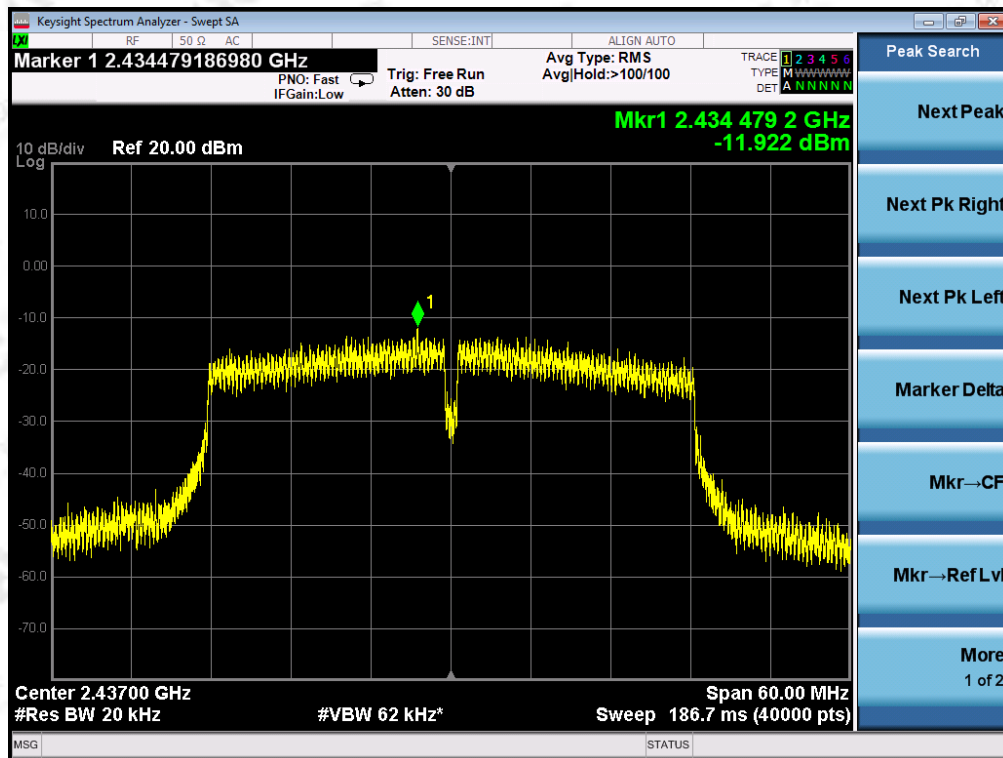 Keysight Spectrum Analyzer - Swept SA
LXI RF 50 Ω AC SENSE:INT ALIGN AUTO
Marker 1 2.434479186980 GHz
PNO: Fast
IFGain:Low
Trig: Free Run
Atten: 30 dB
Avg Type: RMS
Avg|Hold:>100/100
TRACE 1 2 3 4 5 6
TYPE M WWWWW
DET A N N N N N
Mkr1 2.434 479 2 GHz
-11.922 dBm
10 dB/div Ref 20.00 dBm
Log
10.0
0.00
-10.0
-20.0
-30.0
-40.0
-50.0
-60.0
-70.0
1
Center 2.43700 GHz
Span 60.00 MHz
#Res BW 20 kHz
#VBW 62 kHz*
Sweep 186.7 ms (40000 pts)
MSG
STATUS
Peak Search
Next Peak
Next Pk Right
Next Pk Left
Marker Delta
Mkr→CF
Mkr→Ref Lvl
More
1 of 2